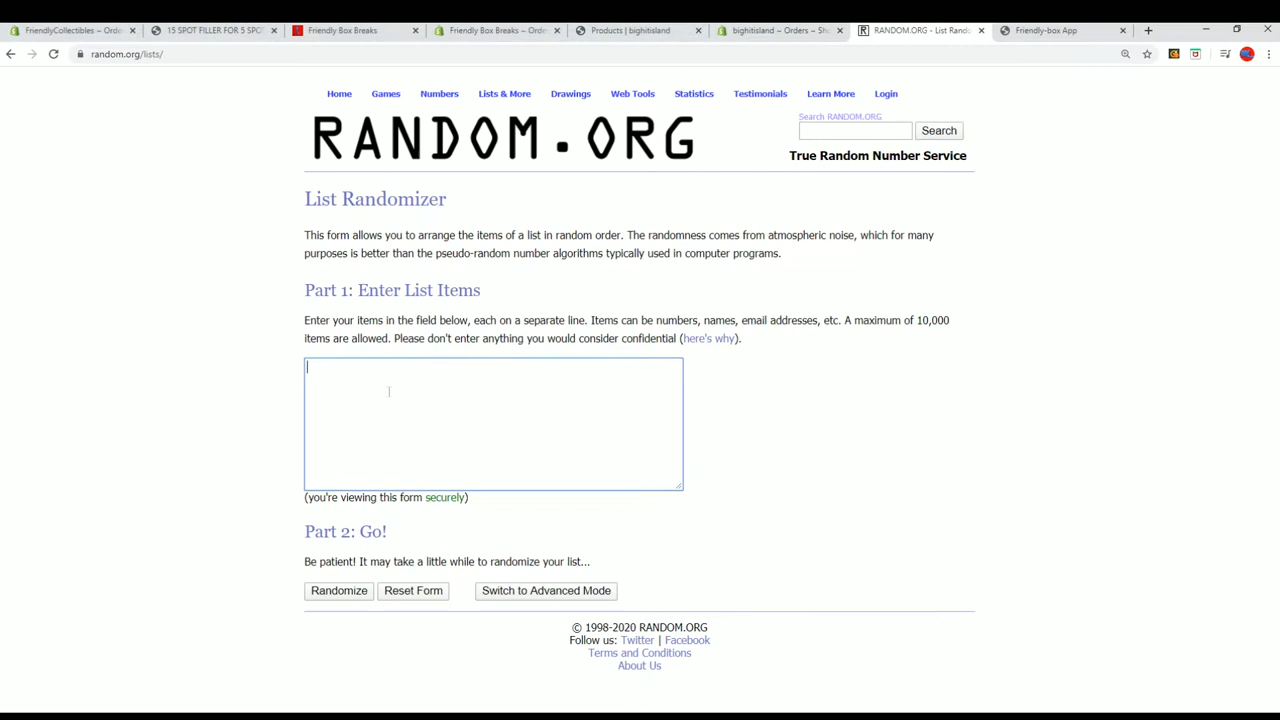 FriendlyCollectibles – Orde
15 SPOT FILLER FOR 5 SPO
Friendly Box Breaks
Friendly Box Breaks – Orde
Products | bighitisland
bighitisland – Orders – Sho
RANDOM.ORG - List Rando
Friendly-box App
random.org/lists/
Home Games Numbers Lists & More Drawings Web Tools Statistics Testimonials Learn More Login
RANDOM.ORG
Search RANDOM.ORG
Search
True Random Number Service
List Randomizer
This form allows you to arrange the items of a list in random order. The randomness comes from atmospheric noise, which for many
purposes is better than the pseudo-random number algorithms typically used in computer programs.
Part 1: Enter List Items
Enter your items in the field below, each on a separate line. Items can be numbers, names, email addresses, etc. A maximum of 10,000
items are allowed. Please don't enter anything you would consider confidential (here's why).
(you're viewing this form securely)
Part 2: Go!
Be patient! It may take a little while to randomize your list...
Randomize Reset Form Switch to Advanced Mode
© 1998-2020 RANDOM.ORG
Follow us: Twitter | Facebook
Terms and Conditions
About Us